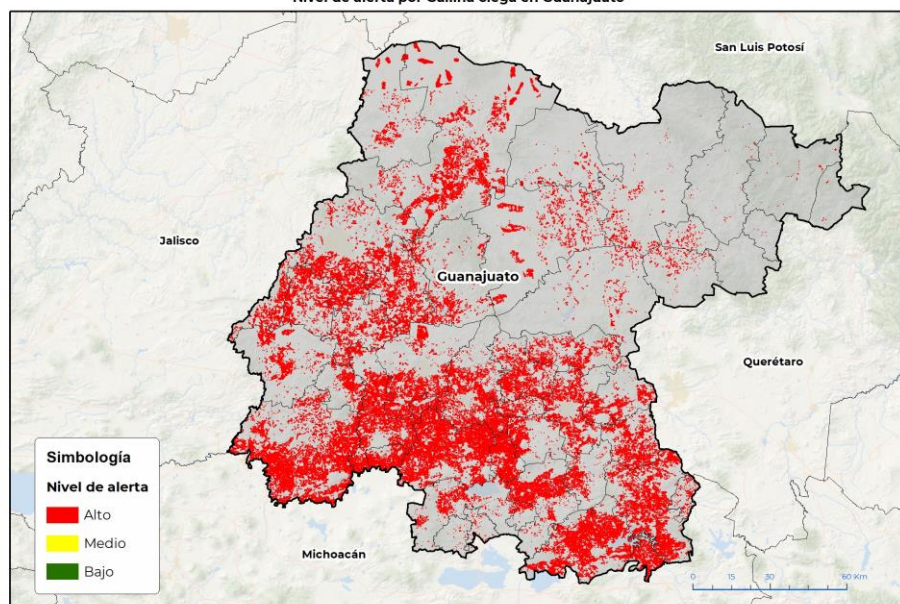 Nivel de alerta por Gallina ciega en Guanajuato
San Luis Potosí
Jalisco
Guanajuato
Querétaro
Simbología
Nivel de alerta
Alto
Medio
Bajo
Michoacán
0 15 30 60 Km